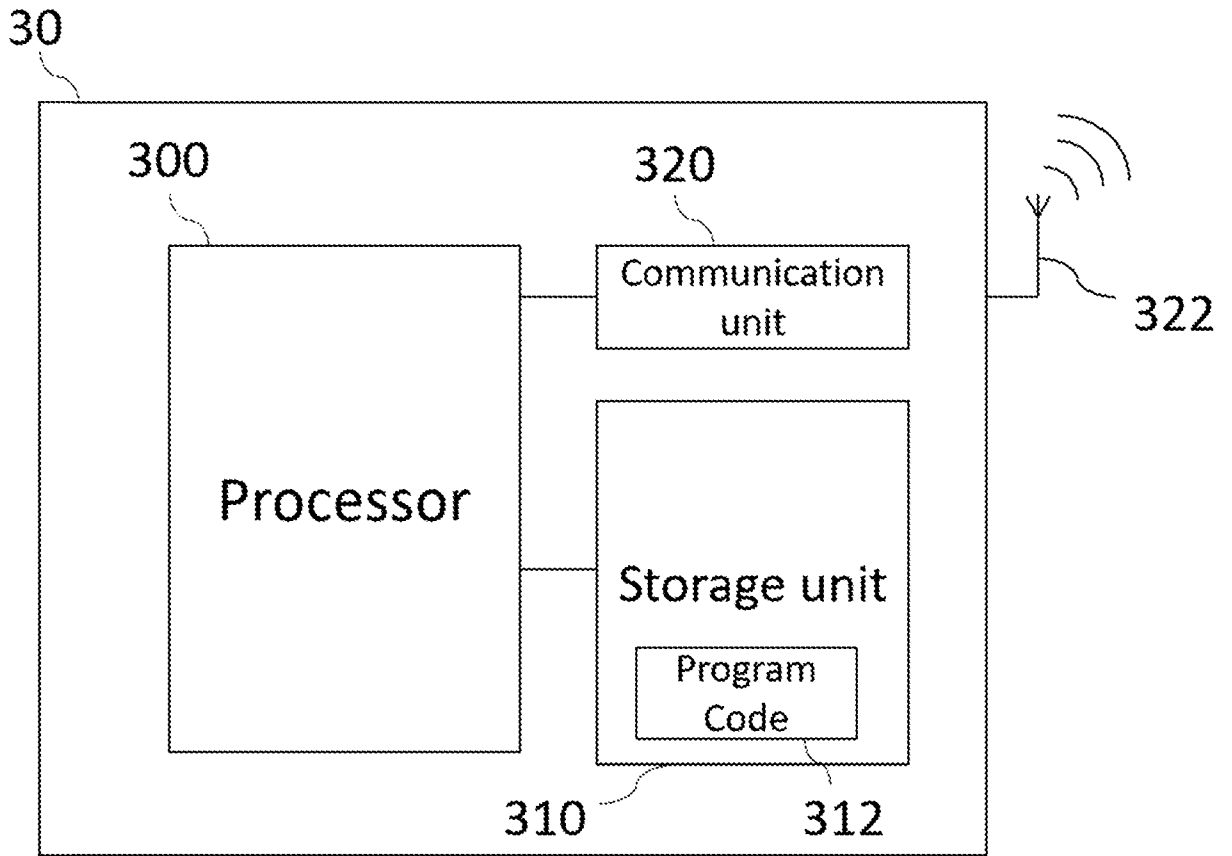 30
300
320
Communication
unit
322
Processor
Storage unit
Program
Code
310
312